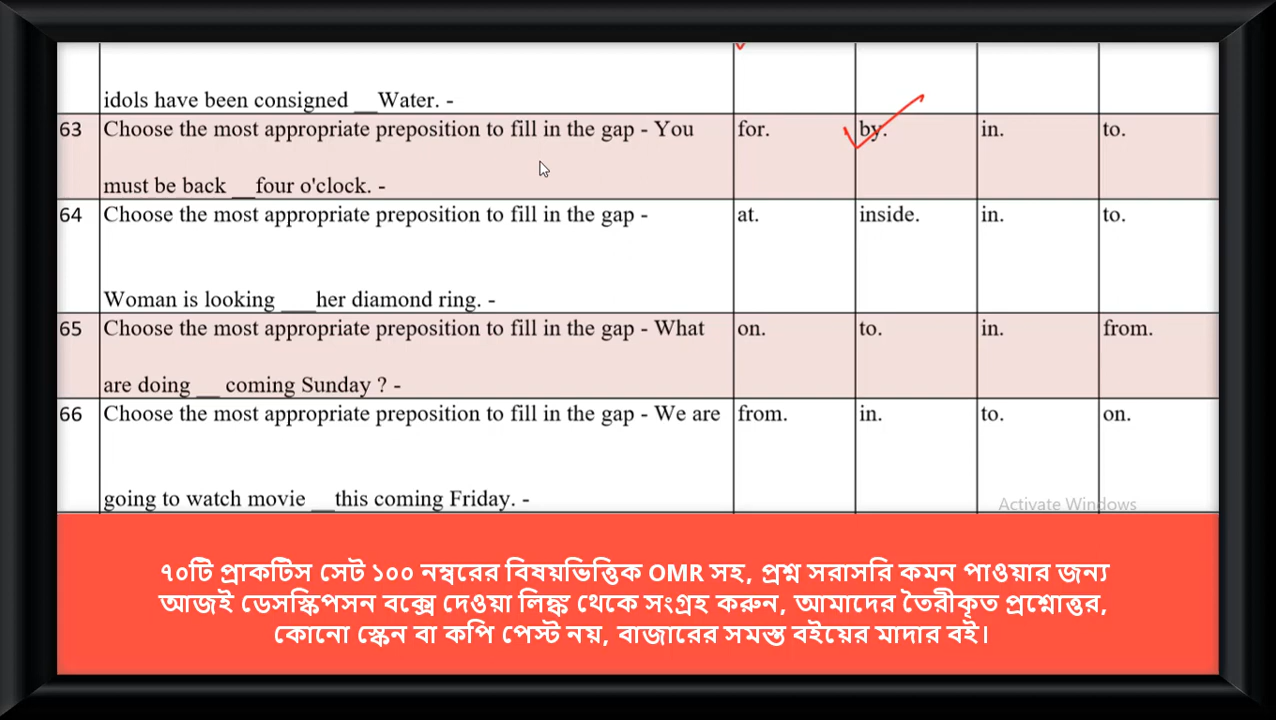 idols have been consigned __Water. -
63 Choose the most appropriate preposition to fill in the gap - You for. by. in. to.
must be back __four o'clock. -
64 Choose the most appropriate preposition to fill in the gap - at. inside. in. to.
Woman is looking ___her diamond ring. -
65 Choose the most appropriate preposition to fill in the gap - What on. to. in. from.
are doing __ coming Sunday ? -
66 Choose the most appropriate preposition to fill in the gap - We are from. in. to. on.
going to watch movie __this coming Friday. -
Activate Windows
৭০টি প্রাকটিস সেট ১০০ নম্বরের বিষয়ভিত্তিক OMR সহ, প্রশ্ন সরাসরি কমন পাওয়ার জন্য
আজই ডেসস্ক্রিপসন বক্সে দেওয়া লিঙ্ক থেকে সংগ্রহ করুন, আমাদের তৈরীকৃত প্রশ্নোত্তর,
কোনো স্কেন বা কপি পেস্ট নয়, বাজারের সমস্ত বইয়ের মাদার বই।